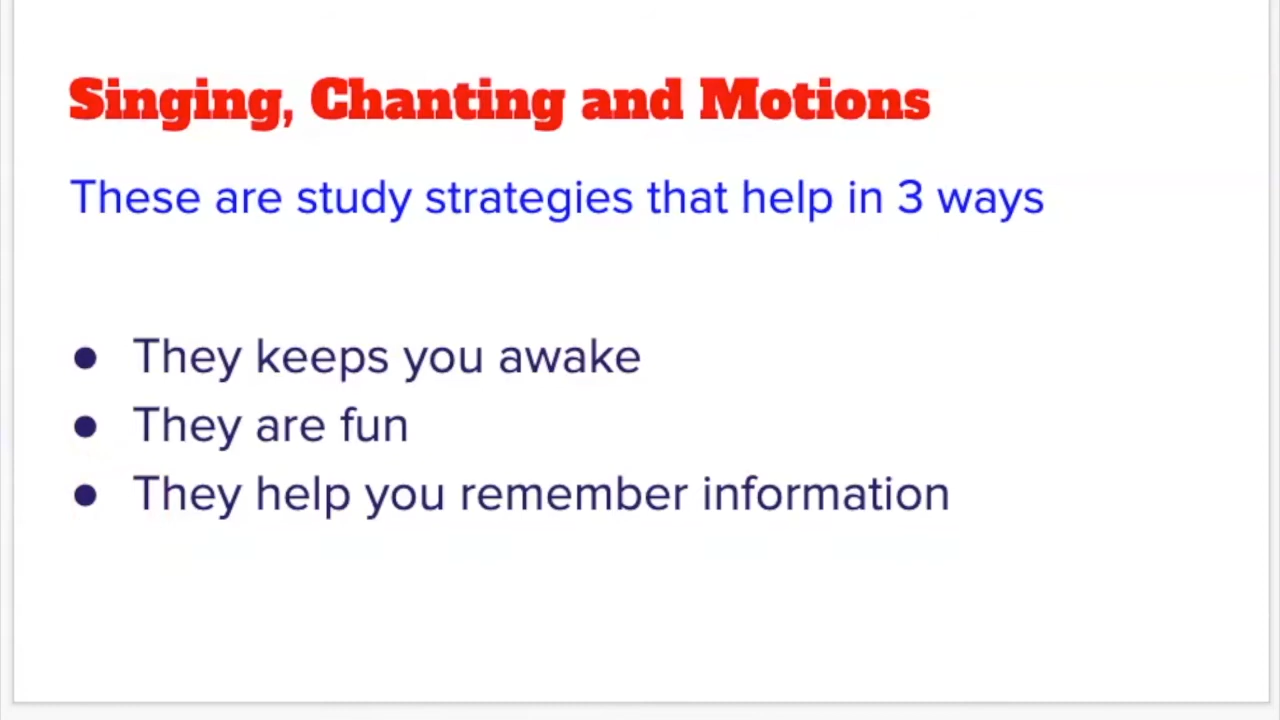 Singing, Chanting and Motions
These are study strategies that help in 3 ways
● They keeps you awake
● They are fun
● They help you remember information